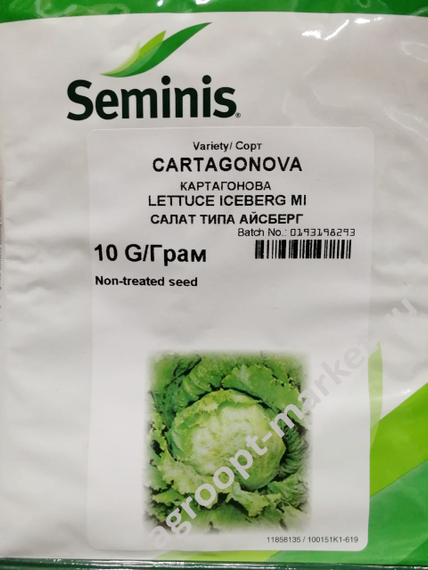 Seminis®
Variety/ Сорт
CARTAGONOVA
КАРТАГОНОВА
LETTUCE ICEBERG MI
САЛАТ ТИПА АЙСБЕРГ
Batch No.: 0193198293
10 G/Грам
Non-treated seed
agroopt-market.ru
11858135 / 100151K1-619